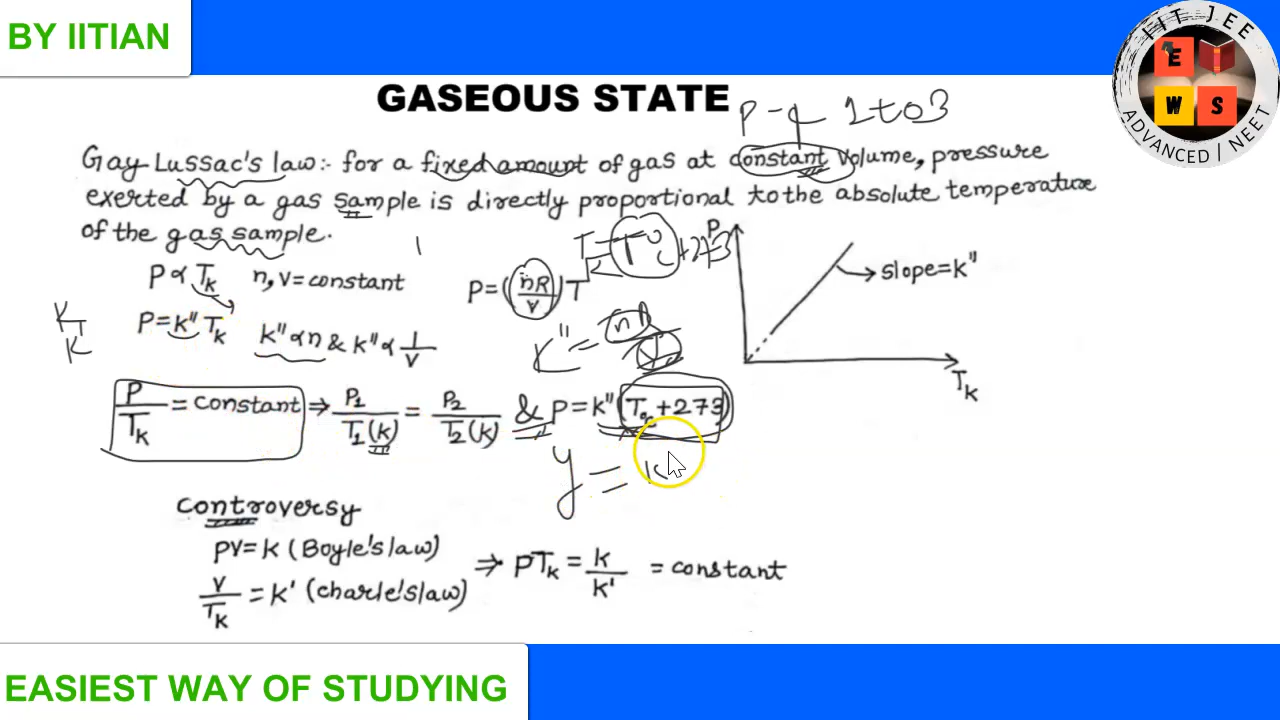 BY IITIAN
IIT JEE
E
W S
ADVANCED | NEET
GASEOUS STATE
P - 9 1 to 3
Gay Lussac's law:- for a fixed amount of gas at constant volume, pressure
exerted by a gas sample is directly proportional to the absolute temperature
of the gas sample.
T = T°c + 273
P ∝ Tk n, v = constant
P = (nR/V) T
P
slope = k"
P = k" Tk k" ∝ n & k" ∝ 1/V
K" =
Tk
P/Tk = constant ⇒ P1/T1(k) = P2/T2(k) & P = k" (T°c + 273)
y = K
controversy
PV = k (Boyle's law)
V/Tk = k' (charle's law) ⇒ PTk = k/k' = constant
EASIEST WAY OF STUDYING